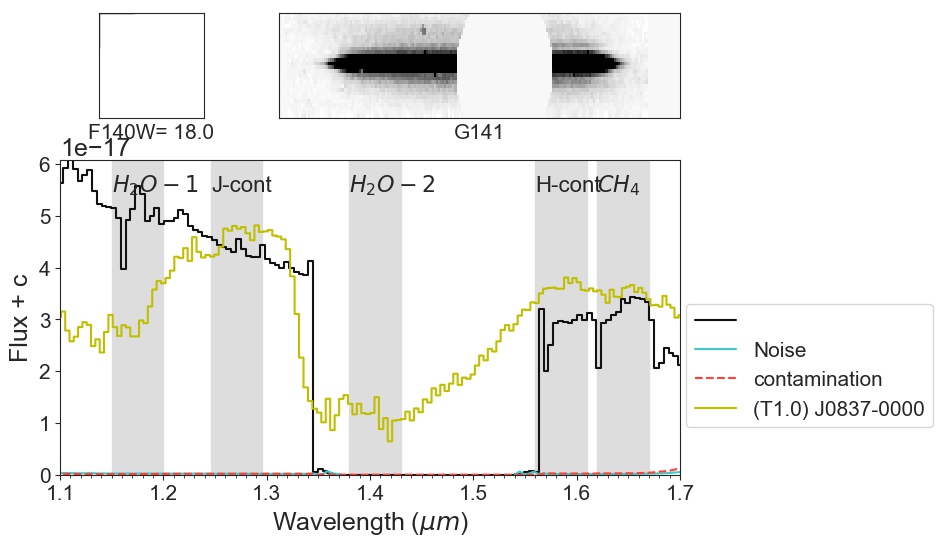 F140W= 18.0
G141
1e−17
H₂O − 1 J-cont H₂O − 2 H-cont CH₄
6
5
4
3
2
1
0
Flux + c
1.1 1.2 1.3 1.4 1.5 1.6 1.7
Wavelength (μm)
Noise
contamination
(T1.0) J0837-0000